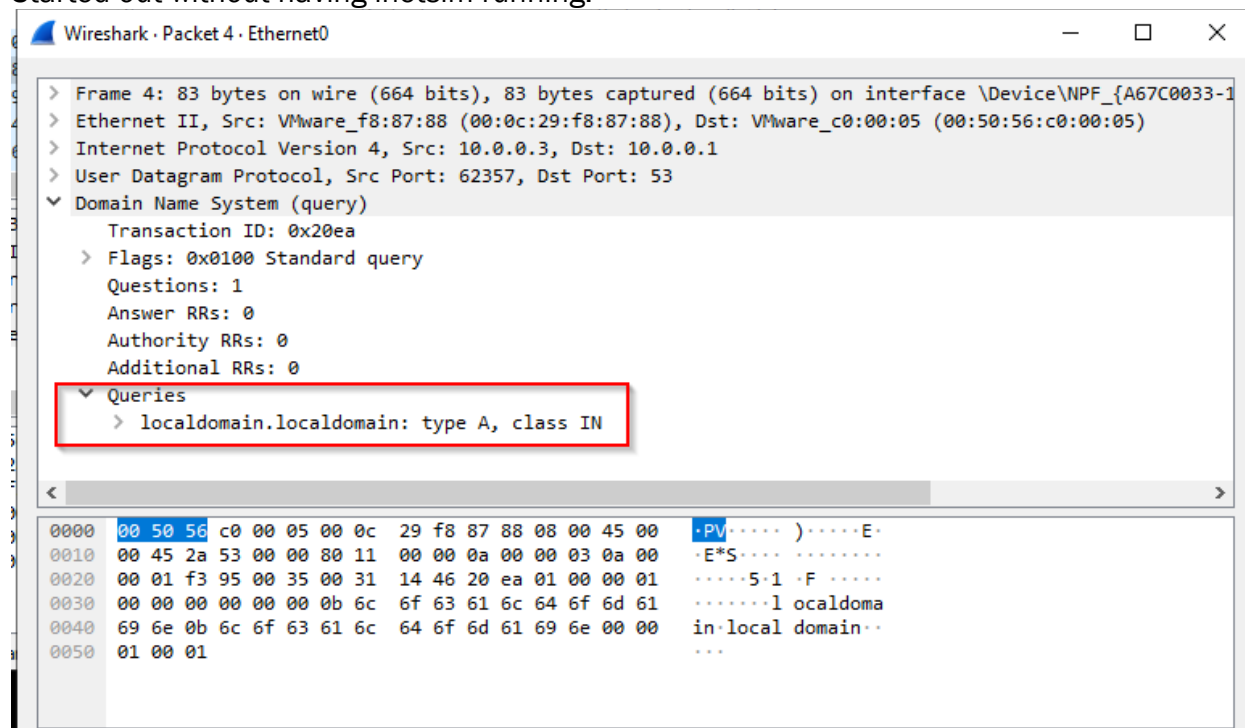 Started out without having inetsim running.
Wireshark · Packet 4 · Ethernet0
Frame 4: 83 bytes on wire (664 bits), 83 bytes captured (664 bits) on interface \Device\NPF_{A67C0033-1
Ethernet II, Src: VMware_f8:87:88 (00:0c:29:f8:87:88), Dst: VMware_c0:00:05 (00:50:56:c0:00:05)
Internet Protocol Version 4, Src: 10.0.0.3, Dst: 10.0.0.1
User Datagram Protocol, Src Port: 62357, Dst Port: 53
Domain Name System (query)
Transaction ID: 0x20ea
Flags: 0x0100 Standard query
Questions: 1
Answer RRs: 0
Authority RRs: 0
Additional RRs: 0
Queries
localdomain.localdomain: type A, class IN
0000 00 50 56 c0 00 05 00 0c 29 f8 87 88 08 00 45 00 ·PV····· )·····E·
0010 00 45 2a 53 00 00 80 11 00 00 0a 00 00 03 0a 00 ·E*S···· ········
0020 00 01 f3 95 00 35 00 31 14 46 20 ea 01 00 00 01 ·····5·1 ·F ·····
0030 00 00 00 00 00 00 0b 6c 6f 63 61 6c 64 6f 6d 61 ·······l ocaldoma
0040 69 6e 0b 6c 6f 63 61 6c 64 6f 6d 61 69 6e 00 00 in·local domain··
0050 01 00 01 ···